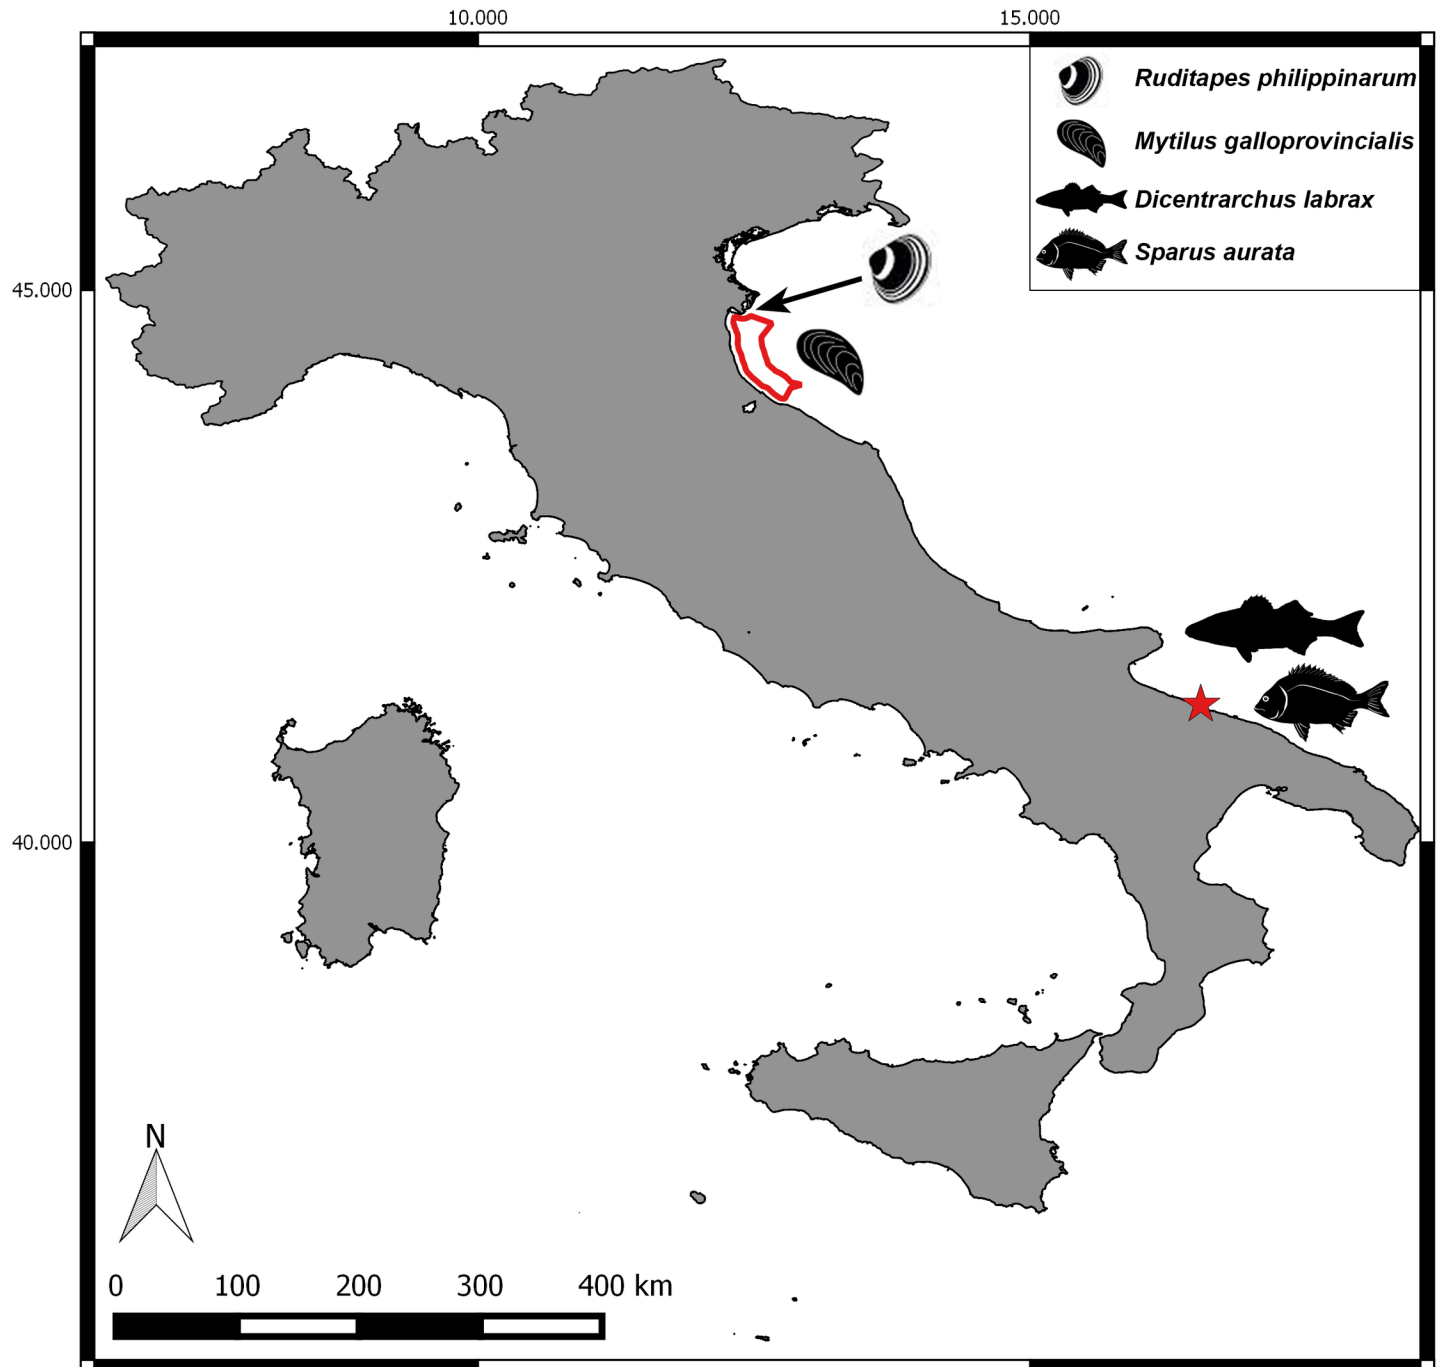 10.000 15.000
Ruditapes philippinarum
Mytilus galloprovincialis
Dicentrarchus labrax
Sparus aurata
45.000
40.000
N
0 100 200 300 400 km